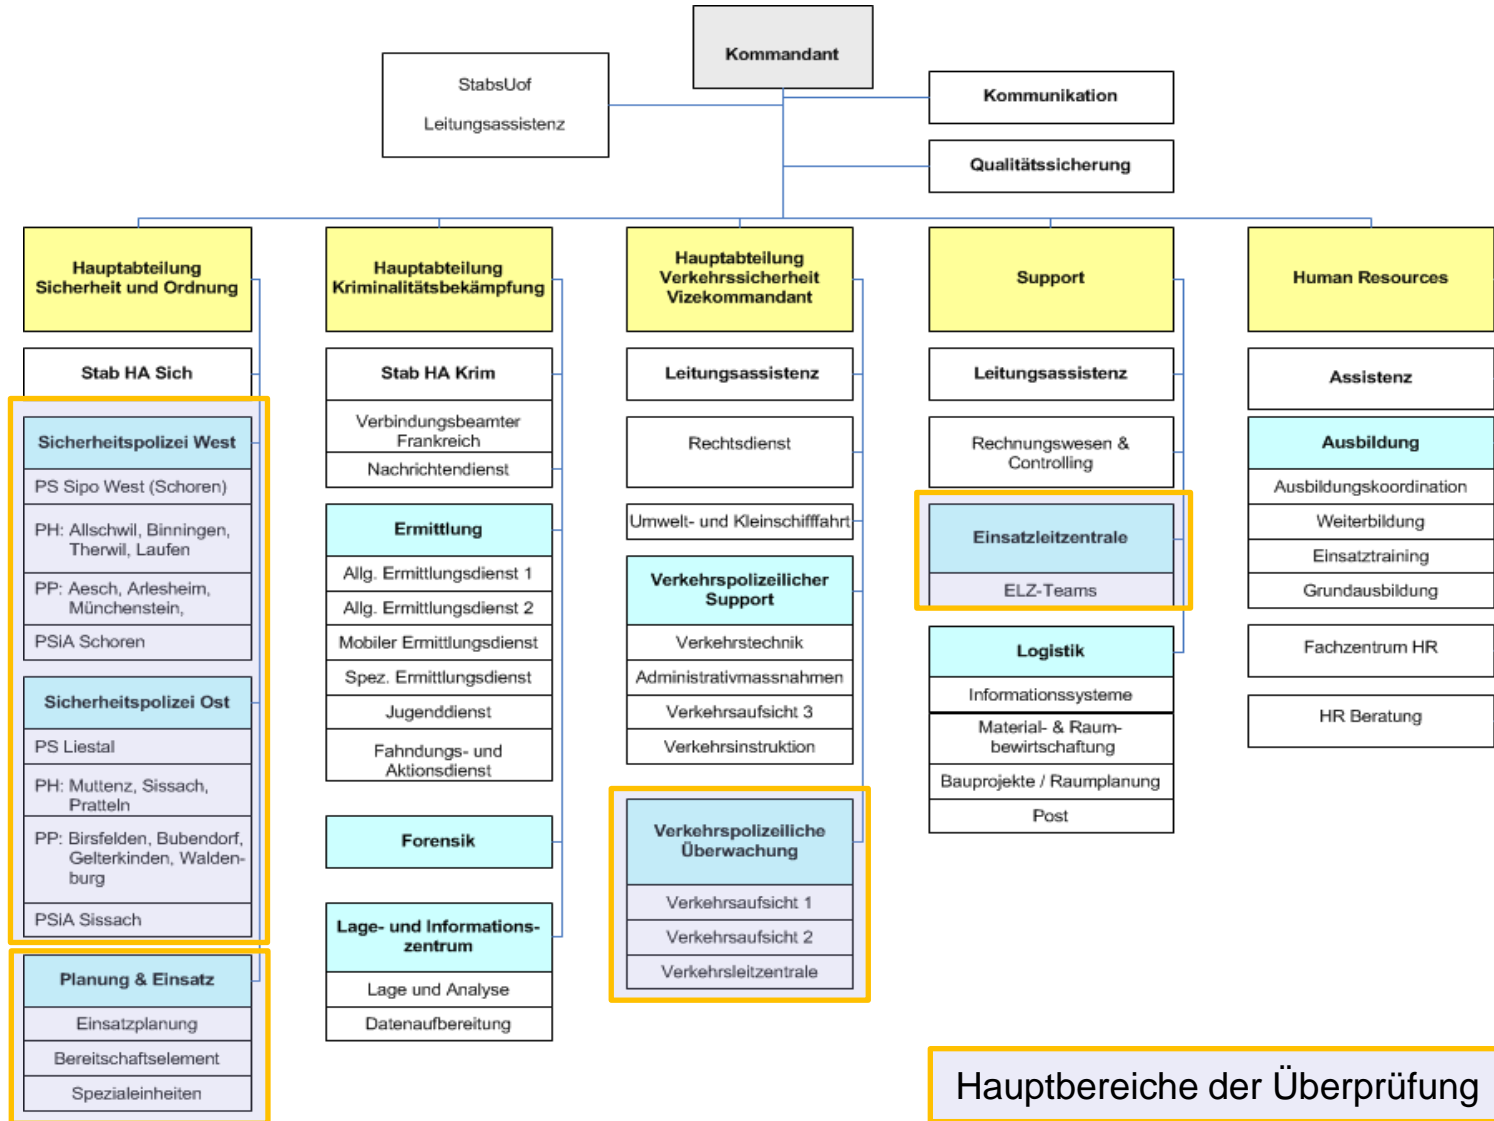 Kommandant
StabsUof
Leitungsassistenz
Kommunikation
Qualitätssicherung
Hauptabteilung
Sicherheit und Ordnung
Stab HA Sich
Sicherheitspolizei West
PS Sipo West (Schoren)
PH: Allschwil, Binningen,
Therwil, Laufen
PP: Aesch, Arlesheim,
Münchenstein,
PSiA Schoren
Sicherheitspolizei Ost
PS Liestal
PH: Muttenz, Sissach,
Pratteln
PP: Birsfelden, Bubendorf,
Gelterkinden, Walden-
burg
PSiA Sissach
Planung & Einsatz
Einsatzplanung
Bereitschaftselement
Spezialeinheiten
Hauptabteilung
Kriminalitätsbekämpfung
Stab HA Krim
Verbindungsbeamter
Frankreich
Nachrichtendienst
Ermittlung
Allg. Ermittlungsdienst 1
Allg. Ermittlungsdienst 2
Mobiler Ermittlungsdienst
Spez. Ermittlungsdienst
Jugenddienst
Fahndungs- und
Aktionsdienst
Forensik
Lage- und Informations-
zentrum
Lage und Analyse
Datenaufbereitung
Hauptabteilung
Verkehrssicherheit
Vizekommandant
Leitungsassistenz
Rechtsdienst
Umwelt- und Kleinschifffahrt
Verkehrspolizeilicher
Support
Verkehrstechnik
Administrativmassnahmen
Verkehrsaufsicht 3
Verkehrsinstruktion
Verkehrspolizeiliche
Überwachung
Verkehrsaufsicht 1
Verkehrsaufsicht 2
Verkehrsleitzentrale
Support
Leitungsassistenz
Rechnungswesen &
Controlling
Einsatzleitzentrale
ELZ-Teams
Logistik
Informationssysteme
Material- & Raum-
bewirtschaftung
Bauprojekte / Raumplanung
Post
Human Resources
Assistenz
Ausbildung
Ausbildungskoordination
Weiterbildung
Einsatztraining
Grundausbildung
Fachzentrum HR
HR Beratung
Hauptbereiche der Überprüfung